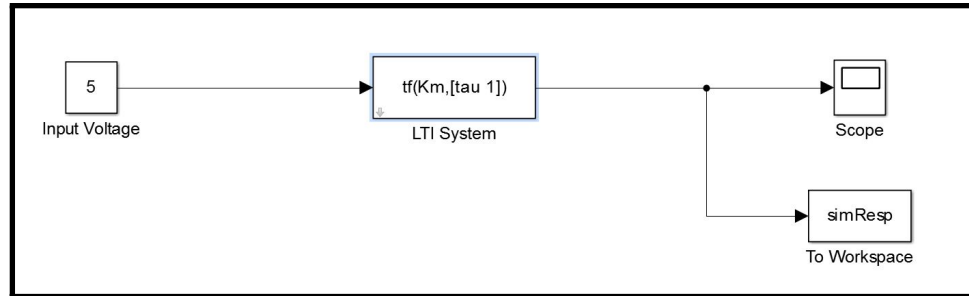 5
Input Voltage
tf(Km,[tau 1])
LTI System
Scope
simResp
To Workspace